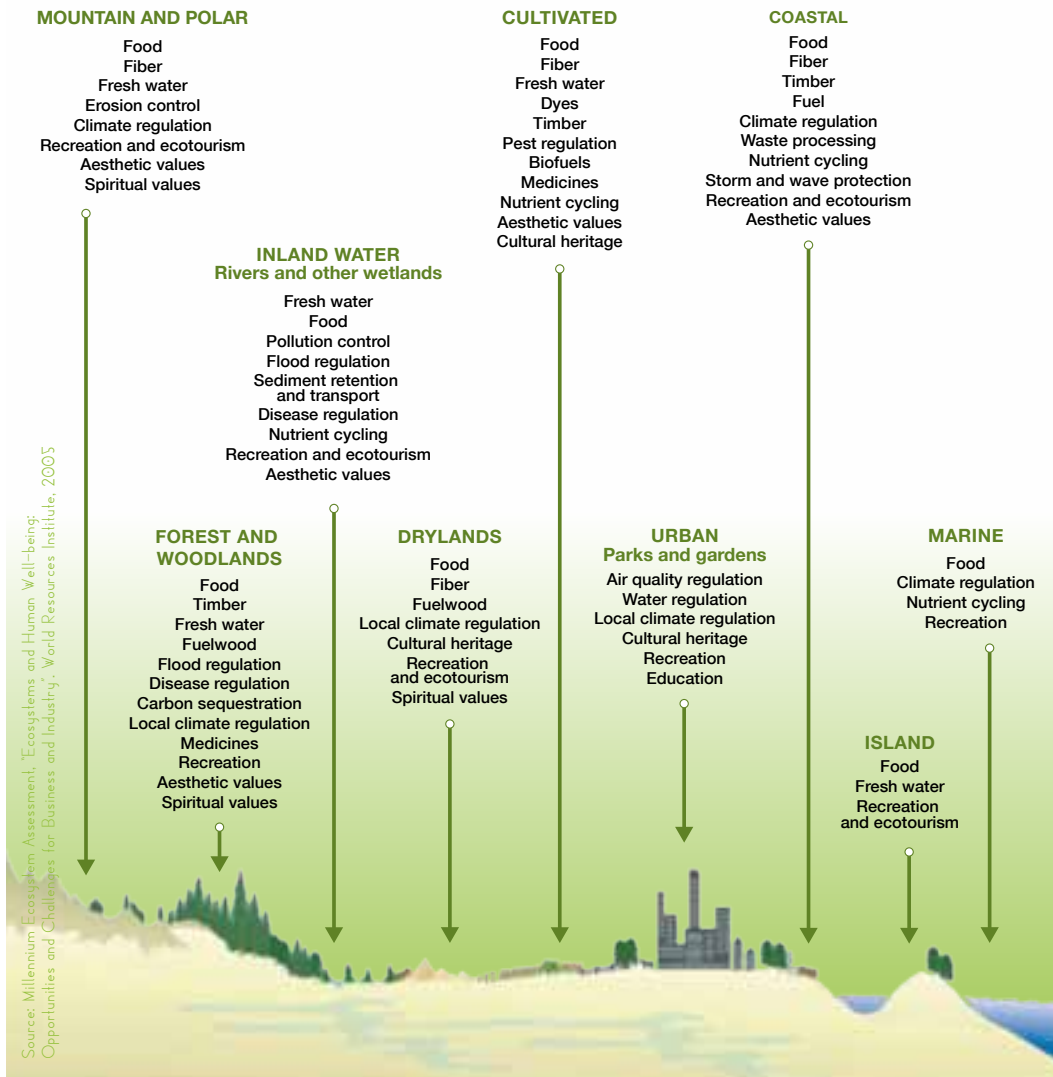 MOUNTAIN AND POLAR
Food
Fiber
Fresh water
Erosion control
Climate regulation
Recreation and ecotourism
Aesthetic values
Spiritual values
CULTIVATED
Food
Fiber
Fresh water
Dyes
Timber
Pest regulation
Biofuels
Medicines
Nutrient cycling
Aesthetic values
Cultural heritage
COASTAL
Food
Fiber
Timber
Fuel
Climate regulation
Waste processing
Nutrient cycling
Storm and wave protection
Recreation and ecotourism
Aesthetic values
INLAND WATER
Rivers and other wetlands
Fresh water
Food
Pollution control
Flood regulation
Sediment retention
and transport
Disease regulation
Nutrient cycling
Recreation and ecotourism
Aesthetic values
FOREST AND
WOODLANDS
Food
Timber
Fresh water
Fuelwood
Flood regulation
Disease regulation
Carbon sequestration
Local climate regulation
Medicines
Recreation
Aesthetic values
Spiritual values
DRYLANDS
Food
Fiber
Fuelwood
Local climate regulation
Cultural heritage
Recreation
and ecotourism
Spiritual values
URBAN
Parks and gardens
Air quality regulation
Water regulation
Local climate regulation
Cultural heritage
Recreation
Education
MARINE
Food
Climate regulation
Nutrient cycling
Recreation
ISLAND
Food
Fresh water
Recreation
and ecotourism
Source: Millennium Ecosystem Assessment, "Ecosystems and Human Well-being:
Opportunities and Challenges for Business and Industry". World Resources Institute, 2005